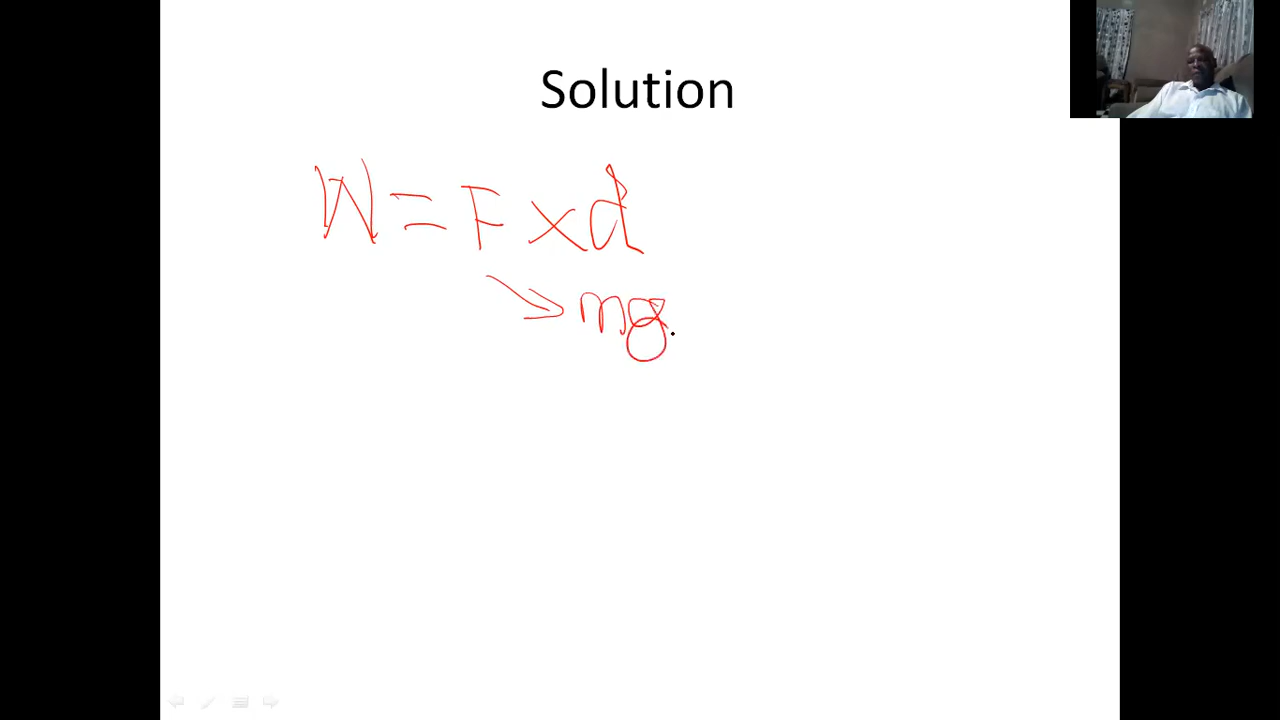 Solution
W = F × d
→ mg